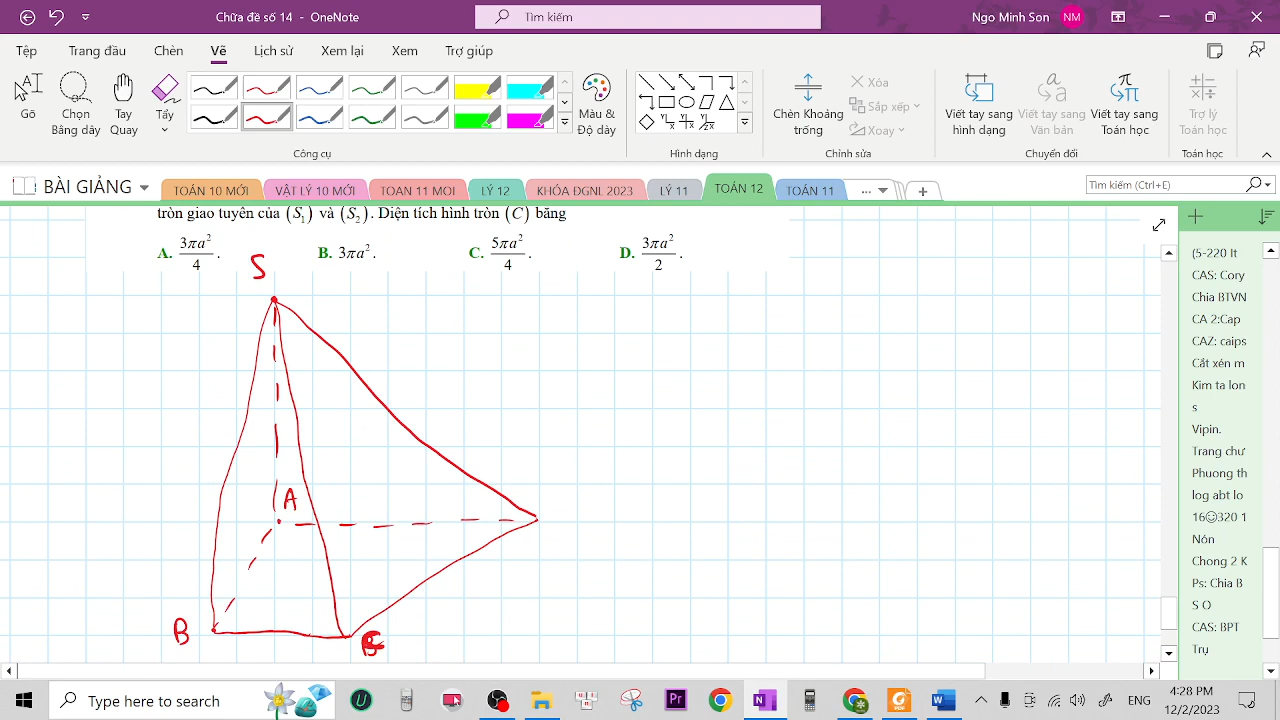 Chữa đề số 14 - OneNote
Tìm kiếm
Ngo Minh Son NM
Tệp Trang đầu Chèn Vẽ Lịch sử Xem lại Xem Trợ giúp
Gõ
Chọn Bằng dây
Tay Quay
Tẩy
Màu & Độ dày
Chèn Khoảng trống
Xóa
Sắp xếp
Xoay
Viết tay sang hình dạng
Viết tay sang Văn bản
Viết tay sang Toán học
Trợ lý Toán học
Công cụ Hình dạng Chỉnh sửa Chuyển đổi Toán học
BÀI GIẢNG TOÁN 10 MỚI VẬT LÝ 10 MỚI TOAN 11 MOI LÝ 12 KHÓA ĐGNL 2023 LÝ 11 TOÁN 12 TOÁN 11 ... Tìm kiếm (Ctrl+E)
tròn giao tuyến của (S₁) và (S₂). Diện tích hình tròn (C) bằng
A. 3πa²/4. B. 3πa². C. 5πa²/4. D. 3πa²/2.
S
A
B
(5-220 lt
CAS: Cory
Chia BTVN
CA 2:Cap
CAZ: caips
Cắt xén m
Kim ta lon
s
Vipin.
Trang chư
Phuong th
log abt lo
16☺320 1
Nón
Chong 2 K
Ps: Chia B
S O
CAS: BPT
Trụ
Type here to search
ENG
4:28 PM
12/2/2023